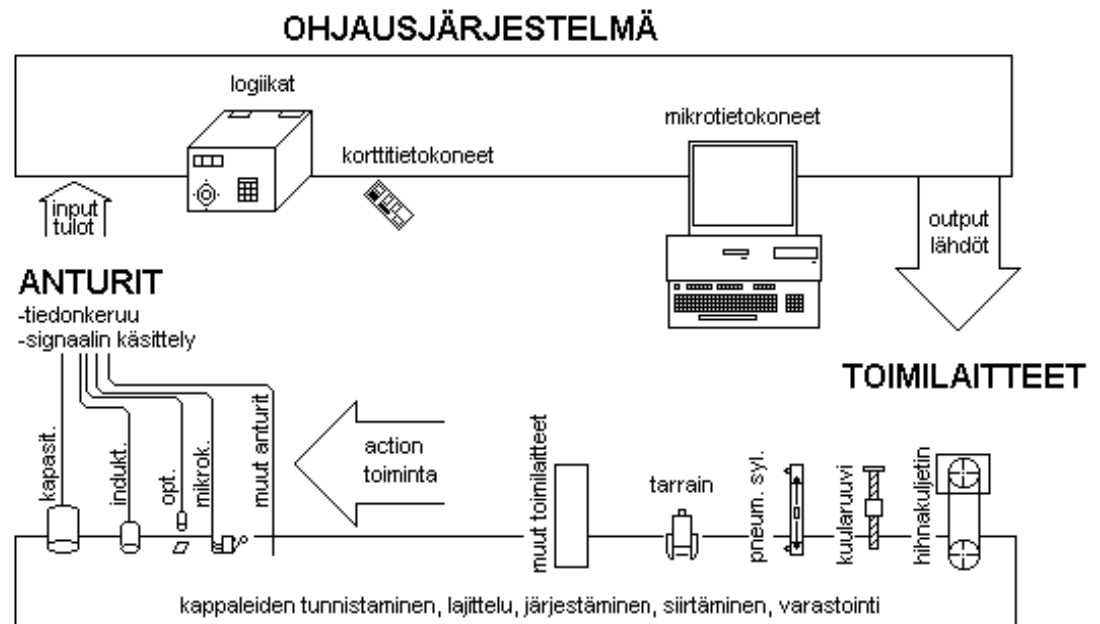 OHJAUSJÄRJESTELMÄ
logiikat
korttitietokoneet
mikrotietokoneet
input
tulot
output
lähdöt
ANTURIT
-tiedonkeruu
-signaalin käsittely
TOIMILAITTEET
kapasit.
indukt.
opt.
mikrok.
muut anturit
action
toiminta
muut toimilaitteet
tarrain
pneum. syl.
kuularuuvi
hihnakuljetin
kappaleiden tunnistaminen, lajittelu, järjestäminen, siirtäminen, varastointi